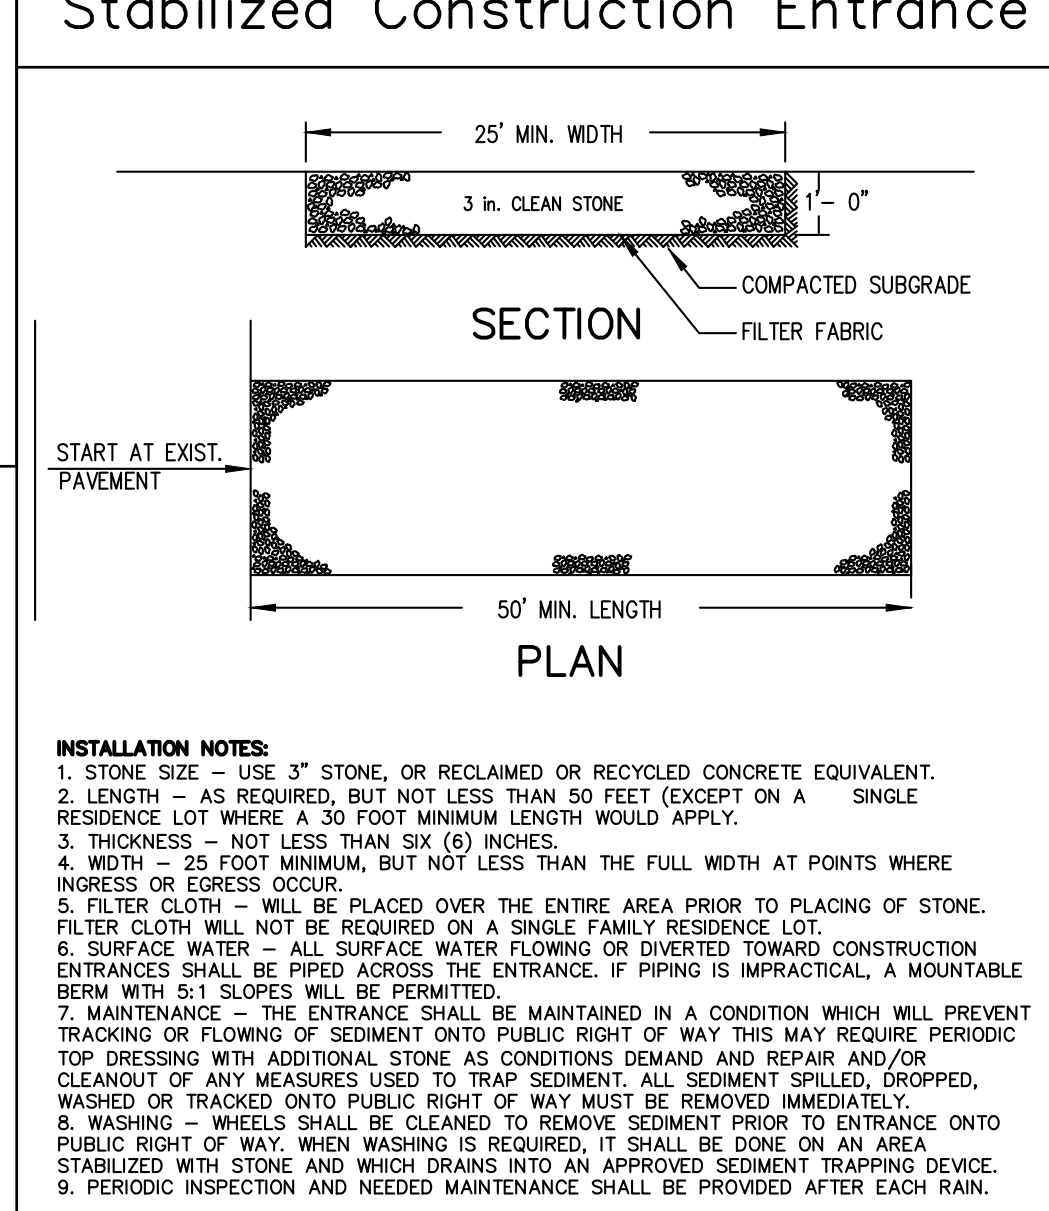 Stabilized Construction Entrance
25' MIN. WIDTH
3 in. CLEAN STONE
1'- 0"
COMPACTED SUBGRADE
SECTION
FILTER FABRIC
START AT EXIST.
PAVEMENT
50' MIN. LENGTH
PLAN
INSTALLATION NOTES:
1. STONE SIZE – USE 3" STONE, OR RECLAIMED OR RECYCLED CONCRETE EQUIVALENT.
2. LENGTH – AS REQUIRED, BUT NOT LESS THAN 50 FEET (EXCEPT ON A SINGLE
RESIDENCE LOT WHERE A 30 FOOT MINIMUM LENGTH WOULD APPLY.
3. THICKNESS – NOT LESS THAN SIX (6) INCHES.
4. WIDTH – 25 FOOT MINIMUM, BUT NOT LESS THAN THE FULL WIDTH AT POINTS WHERE
INGRESS OR EGRESS OCCUR.
5. FILTER CLOTH – WILL BE PLACED OVER THE ENTIRE AREA PRIOR TO PLACING OF STONE.
FILTER CLOTH WILL NOT BE REQUIRED ON A SINGLE FAMILY RESIDENCE LOT.
6. SURFACE WATER – ALL SURFACE WATER FLOWING OR DIVERTED TOWARD CONSTRUCTION
ENTRANCES SHALL BE PIPED ACROSS THE ENTRANCE. IF PIPING IS IMPRACTICAL, A MOUNTABLE
BERM WITH 5:1 SLOPES WILL BE PERMITTED.
7. MAINTENANCE – THE ENTRANCE SHALL BE MAINTAINED IN A CONDITION WHICH WILL PREVENT
TRACKING OR FLOWING OF SEDIMENT ONTO PUBLIC RIGHT OF WAY THIS MAY REQUIRE PERIODIC
TOP DRESSING WITH ADDITIONAL STONE AS CONDITIONS DEMAND AND REPAIR AND/OR
CLEANOUT OF ANY MEASURES USED TO TRAP SEDIMENT. ALL SEDIMENT SPILLED, DROPPED,
WASHED OR TRACKED ONTO PUBLIC RIGHT OF WAY MUST BE REMOVED IMMEDIATELY.
8. WASHING – WHEELS SHALL BE CLEANED TO REMOVE SEDIMENT PRIOR TO ENTRANCE ONTO
PUBLIC RIGHT OF WAY. WHEN WASHING IS REQUIRED, IT SHALL BE DONE ON AN AREA
STABILIZED WITH STONE AND WHICH DRAINS INTO AN APPROVED SEDIMENT TRAPPING DEVICE.
9. PERIODIC INSPECTION AND NEEDED MAINTENANCE SHALL BE PROVIDED AFTER EACH RAIN.